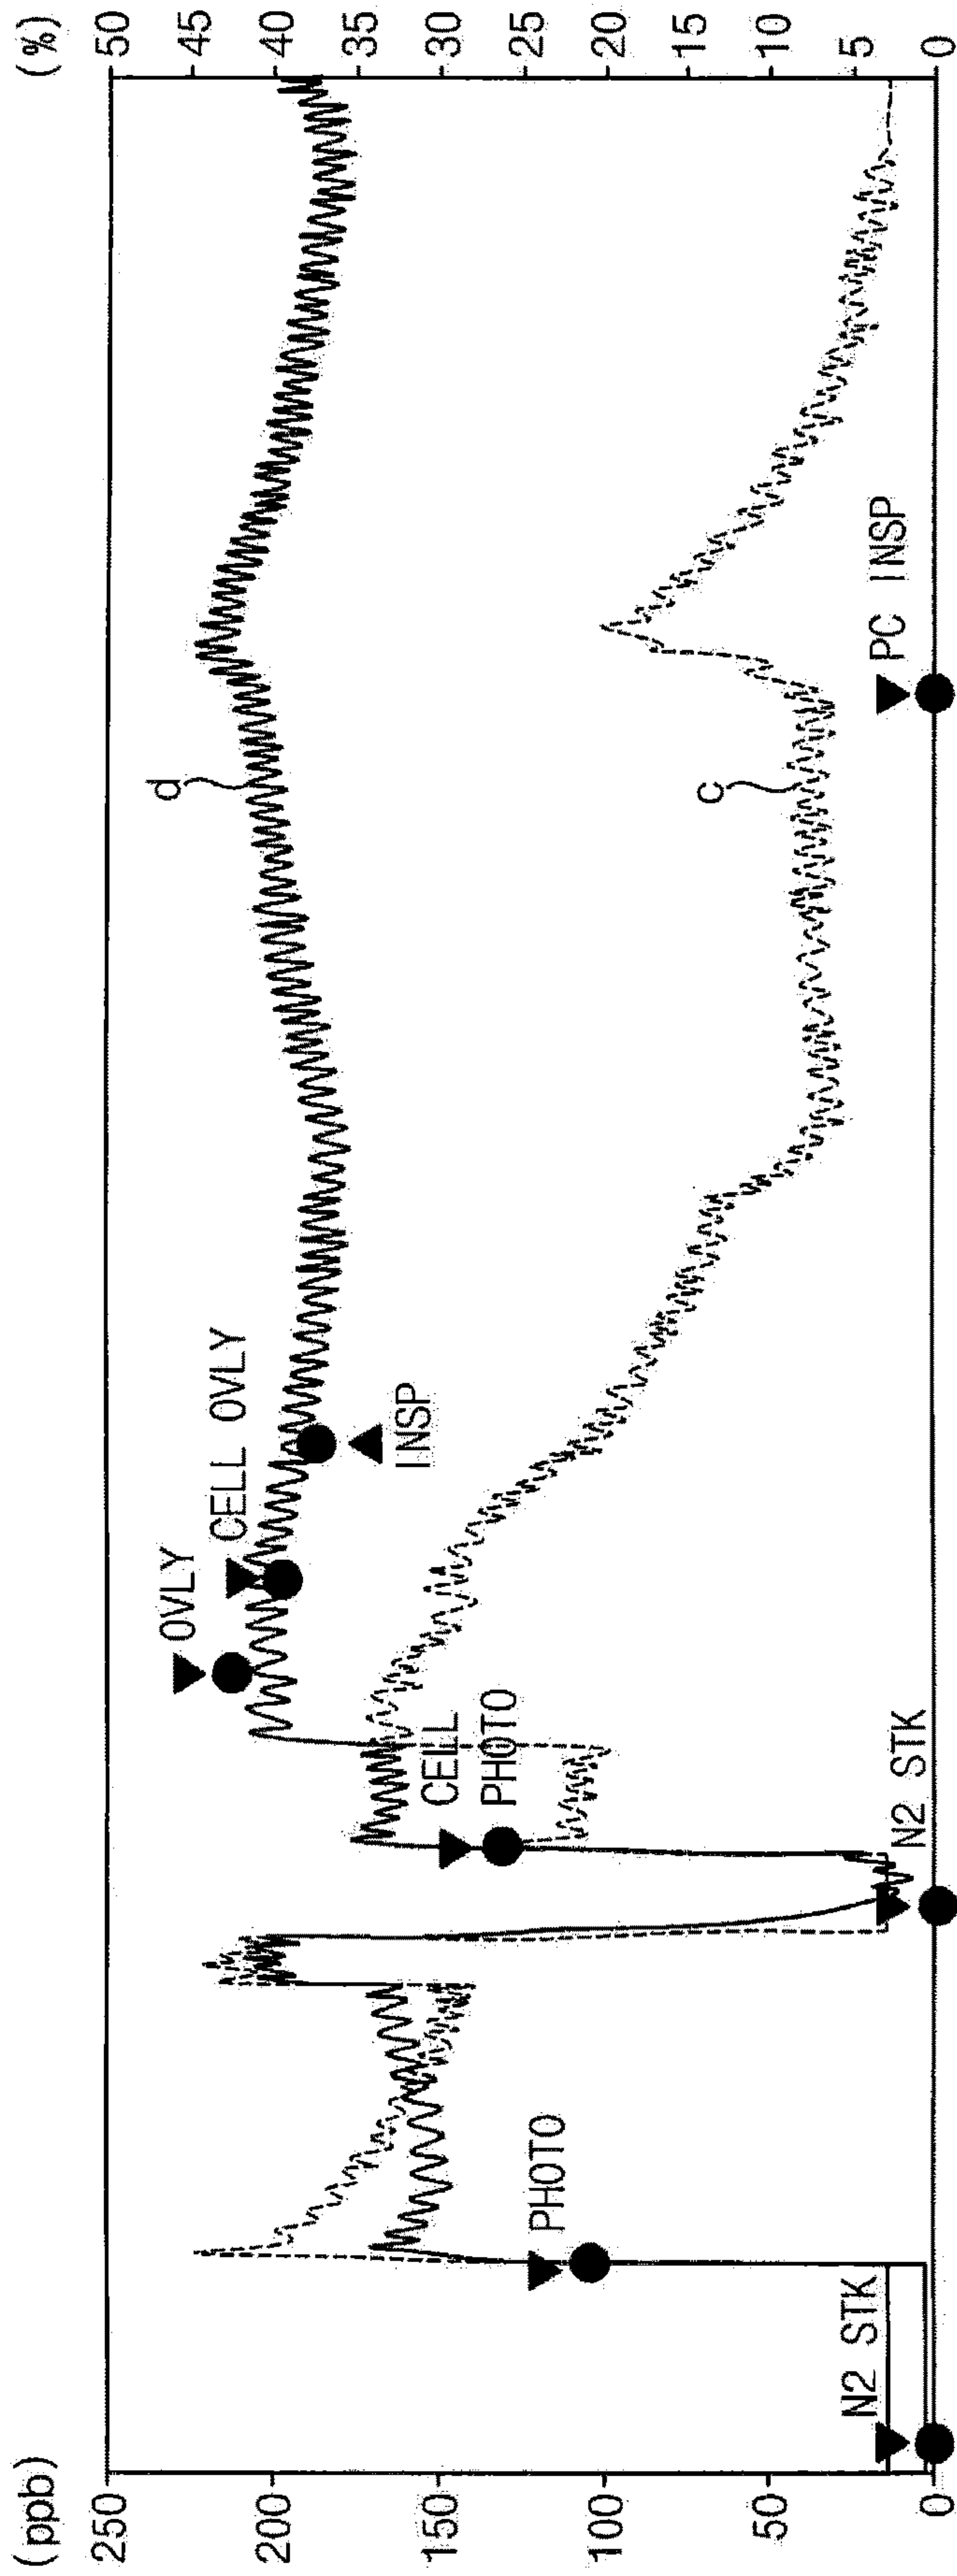 (ppb)
(%)
250
200
150
100
50
0
50
45
40
35
30
25
20
15
10
5
0
N2 STK
PHOTO
N2 STK
CELL
PHOTO
OVLY
CELL OVLY
INSP
d
c
PC INSP